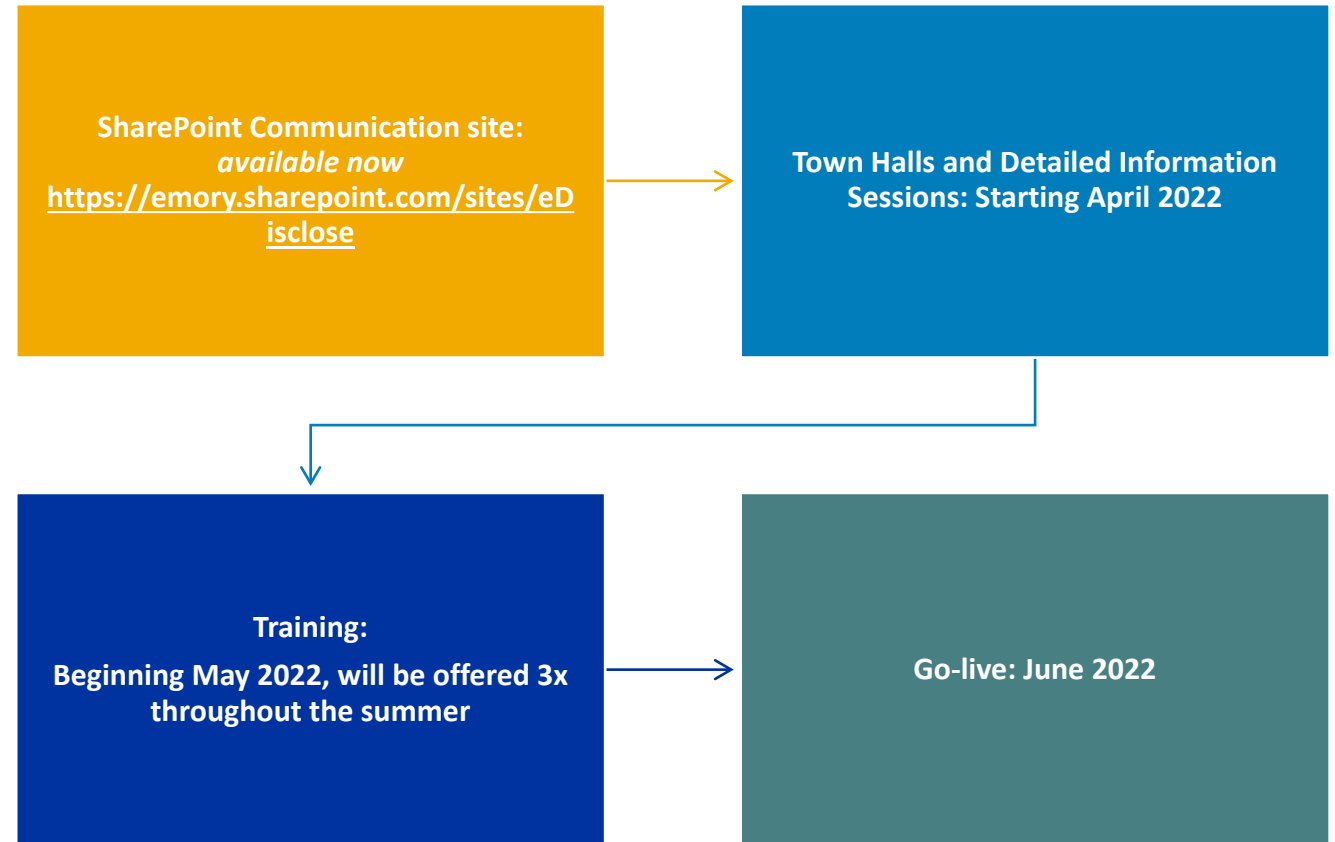 SharePoint Communication site:
available now
https://emory.sharepoint.com/sites/eD
isclose
Town Halls and Detailed Information
Sessions: Starting April 2022
Training:
Beginning May 2022, will be offered 3x
throughout the summer
Go-live: June 2022